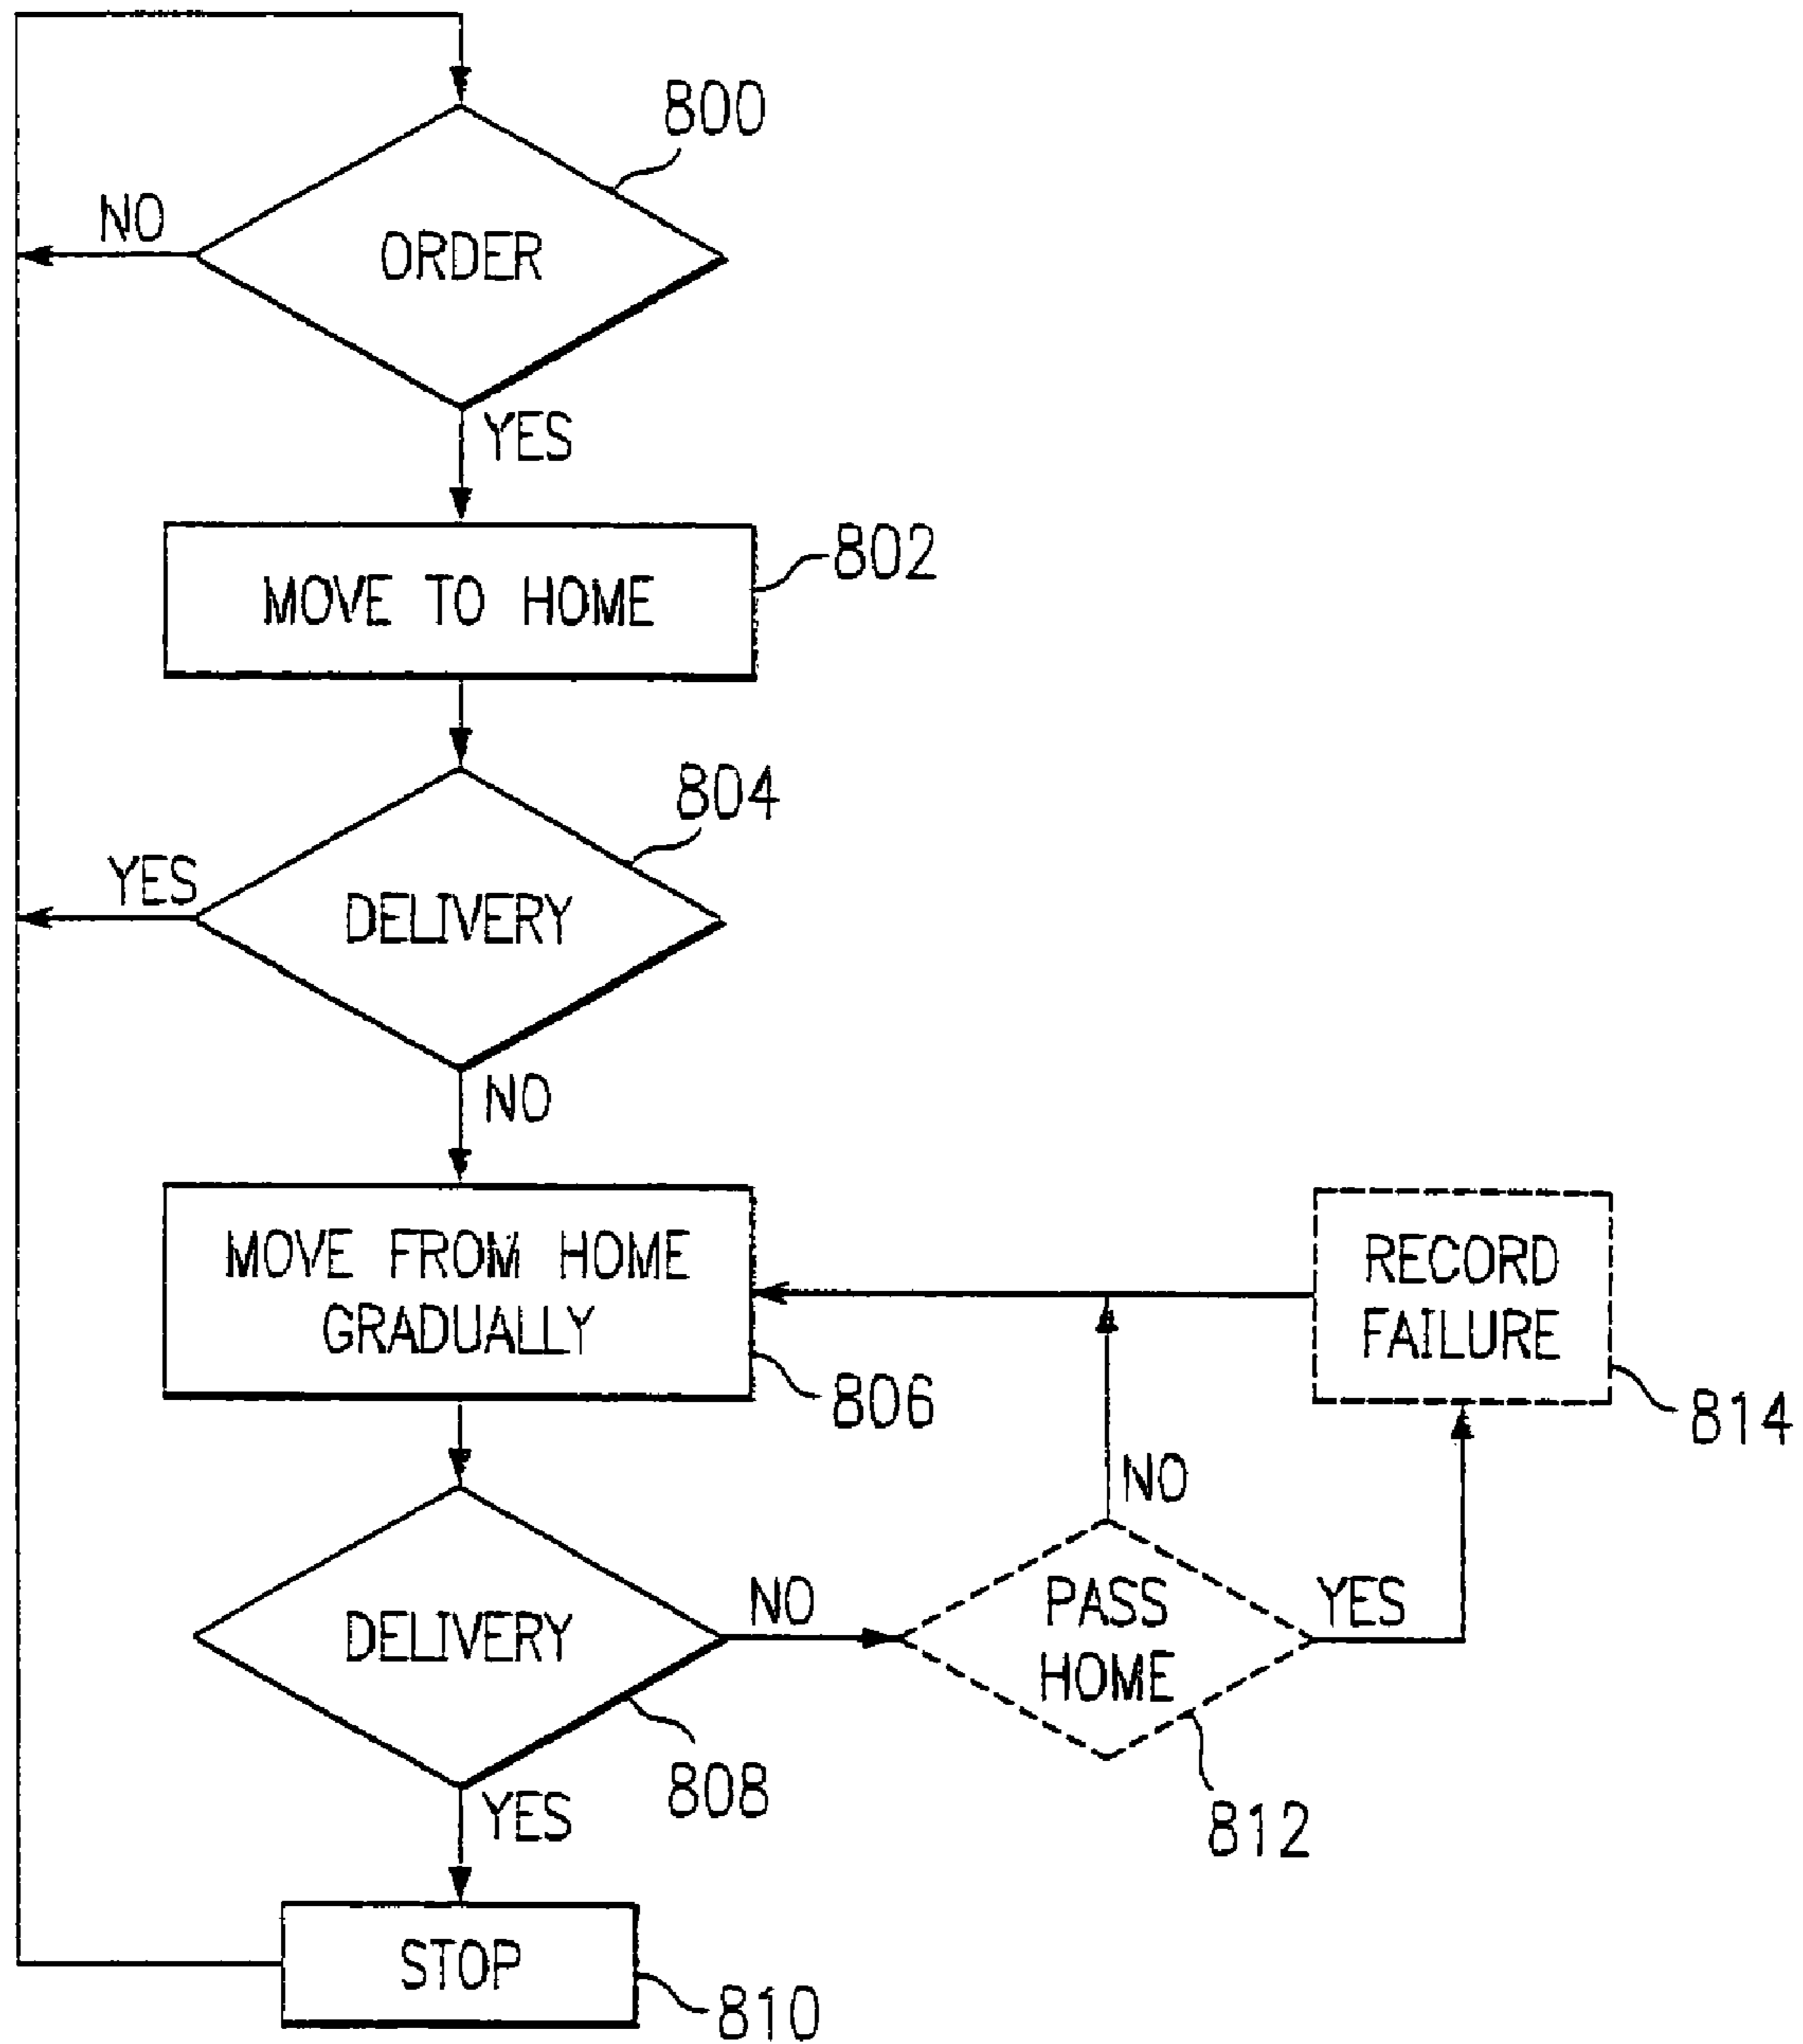 800
NO
ORDER
YES
802
MOVE TO HOME
804
YES
DELIVERY
NO
MOVE FROM HOME
GRADUALLY
806
RECORD
FAILURE
814
NO
DELIVERY
NO
PASS
HOME
YES
808
812
YES
STOP
810